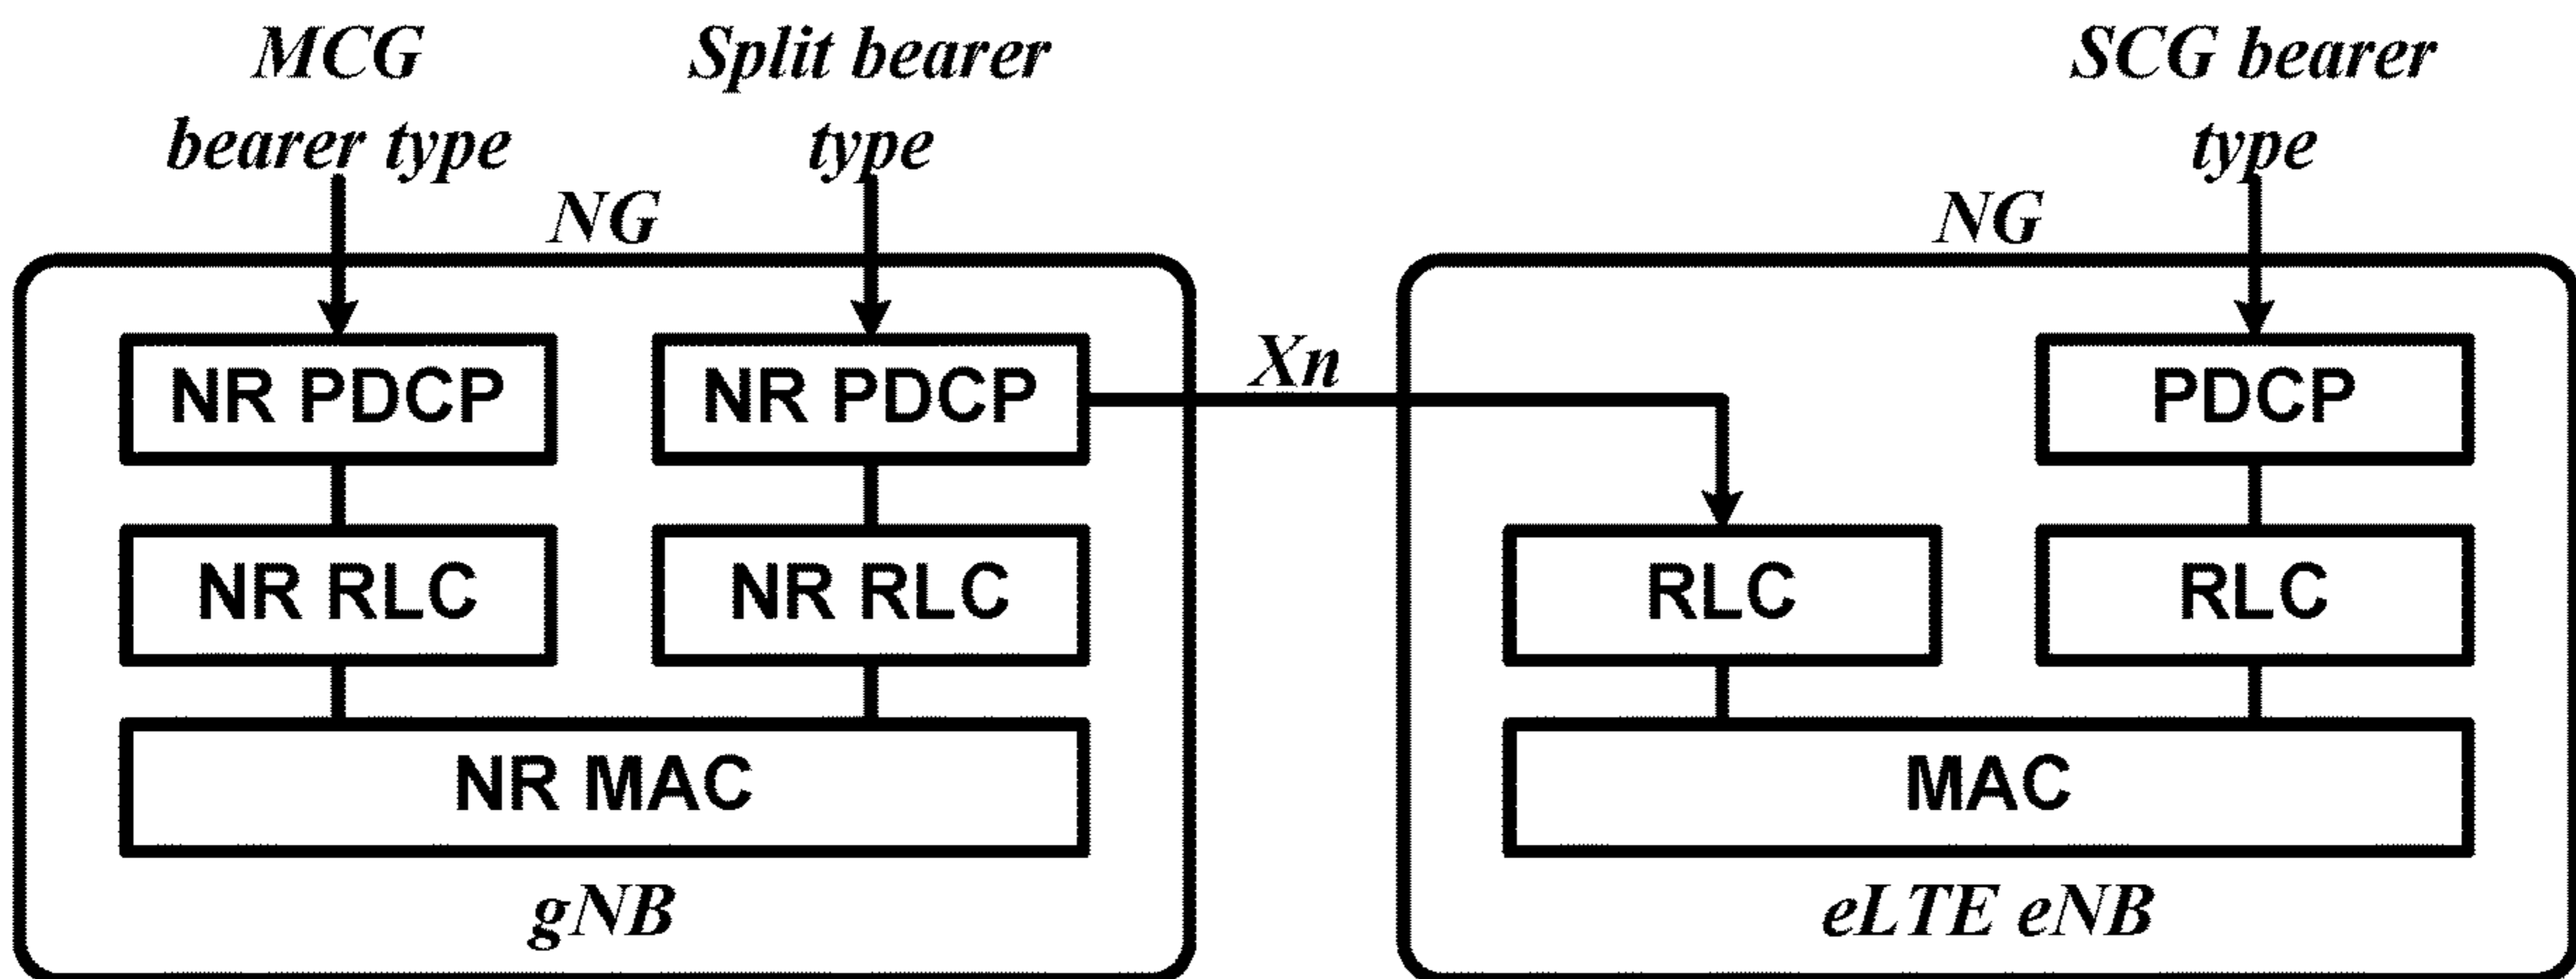 MCG
bearer type
Split bearer
type
SCG bearer
type
NG
NG
Xn
NR PDCP
NR PDCP
PDCP
NR RLC
NR RLC
RLC
RLC
NR MAC
MAC
gNB
eLTE eNB